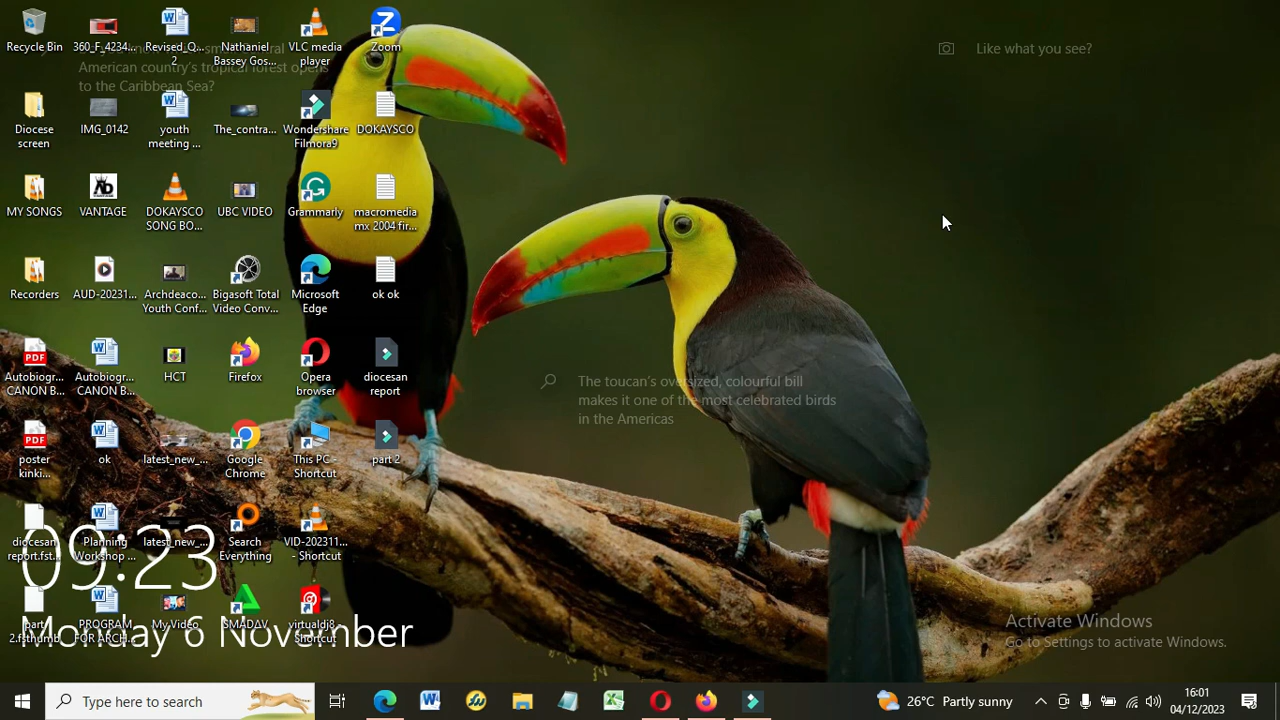 Recycle Bin
360_F_4234...
Revised_Q...
2
Nathaniel
Bassey Gos...
VLC media
player
Zoom
American country's tropical forest opens
to the Caribbean Sea?
Like what you see?
Diocese
screen
IMG_0142
youth
meeting ...
The_contra...
Wondershare
Filmora9
DOKAYSCO
MY SONGS
VANTAGE
DOKAYSCO
SONG BO...
UBC VIDEO
Grammarly
macromedia
mx 2004 fir...
Recorders
AUD-20231...
Archdeaco...
Youth Conf...
Bigasoft Total
Video Conv...
Microsoft
Edge
ok ok
Autobiogr...
CANON B...
Autobiogr...
CANON B...
HCT
Firefox
Opera
browser
diocesan
report
The toucan's oversized, colourful bill
makes it one of the most celebrated birds
in the Americas
poster
kinki...
ok
latest_new_...
Google
Chrome
This PC -
Shortcut
part 2
diocesan
report.fst...
Planning
Workshop ...
latest_new_...
Search
Everything
VID-202311...
- Shortcut
09:23
part
2.fsthumb
PROGRAM
FOR ARCH...
My Video
SMADAV
virtualdj8 -
Shortcut
Monday 6 November
Activate Windows
Go to Settings to activate Windows.
Type here to search
26°C Partly sunny
16:01
04/12/2023